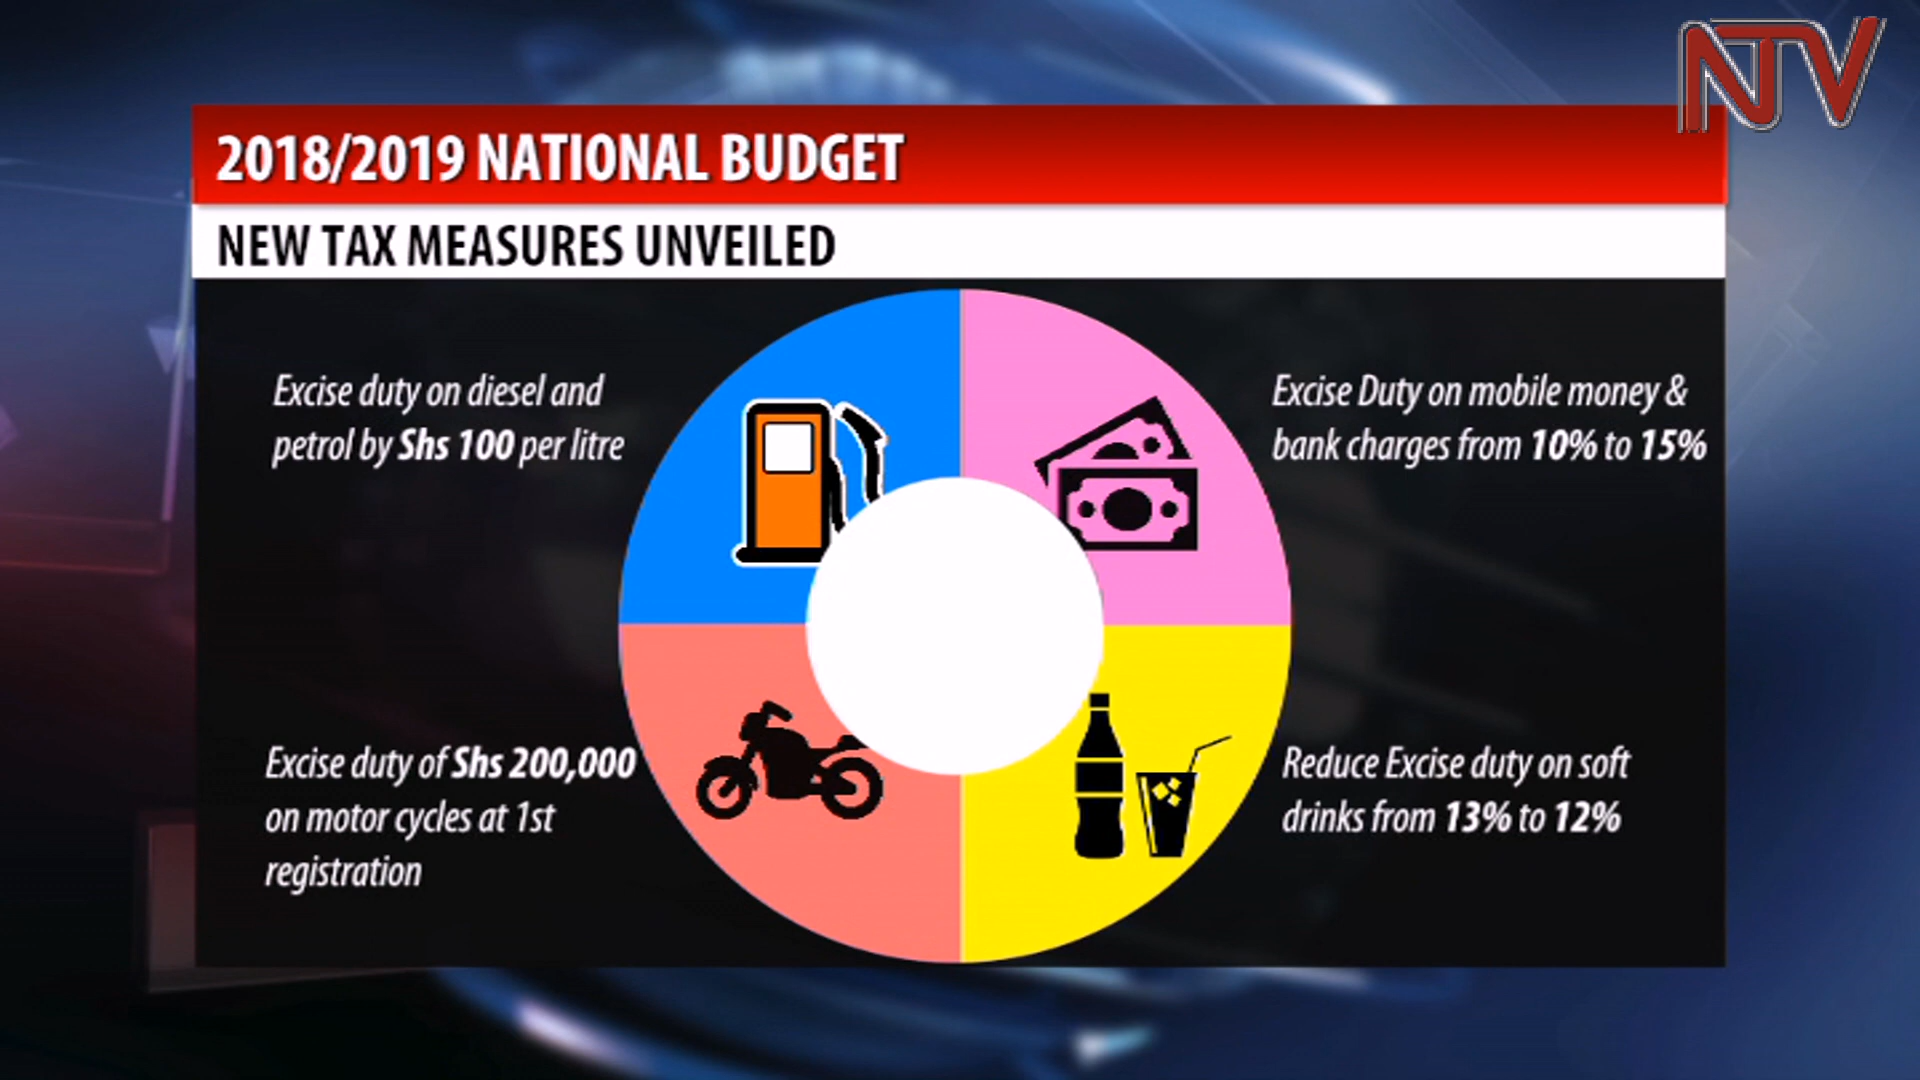 NTV
2018/2019 NATIONAL BUDGET
NEW TAX MEASURES UNVEILED
Excise duty on diesel and
petrol by Shs 100 per litre
Excise Duty on mobile money &
bank charges from 10% to 15%
Excise duty of Shs 200,000
on motor cycles at 1st
registration
Reduce Excise duty on soft
drinks from 13% to 12%